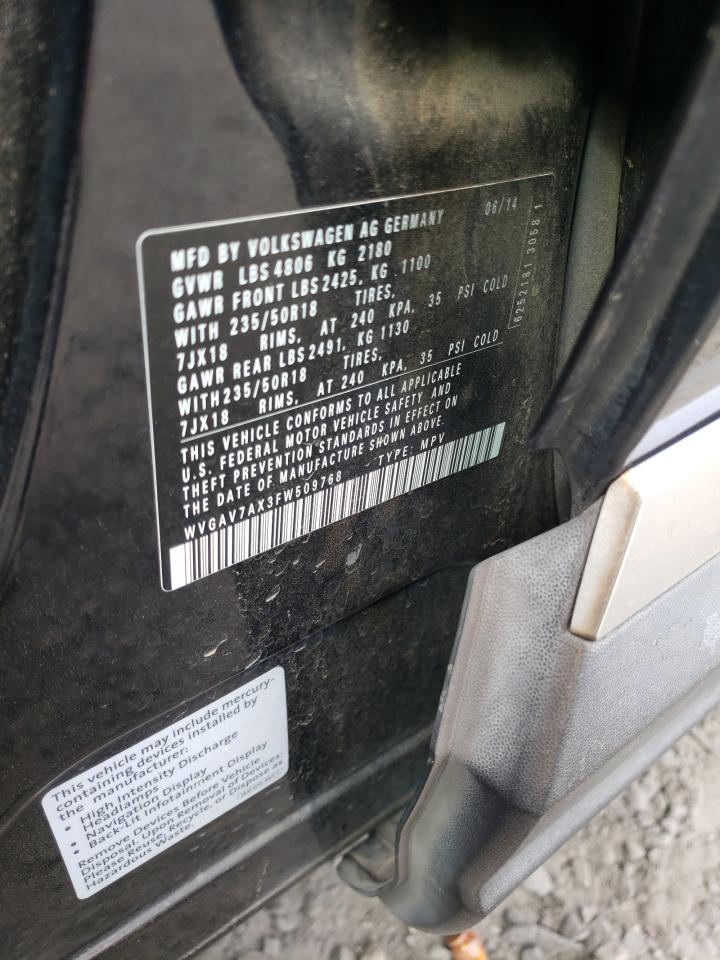 MFD BY VOLKSWAGEN AG GERMANY 06/14
GVWR LBS 4806 KG 2180
GAWR FRONT LBS 2425, KG 1100
WITH 235/50R18 TIRES,
7JX18 RIMS, AT 240 KPA, 35 PSI COLD
GAWR REAR LBS 2491, KG 1130
WITH 235/50R18 TIRES,
7JX18 RIMS, AT 240 KPA, 35 PSI COLD
THIS VEHICLE CONFORMS TO ALL APPLICABLE
U.S. FEDERAL MOTOR VEHICLE SAFETY AND
THEFT PREVENTION STANDARDS IN EFFECT ON
THE DATE OF MANUFACTURE SHOWN ABOVE.
WVGAV7AX3FW509768 - TYPE: MPV
6252181 3058 1
This vehicle may include mercury-
containing devices installed by
the manufacturer:
• High Intensity Discharge
Headlamps
• Navigation Display
• Back-Up Infotainment Display
Remove Devices Before Vehicle
Disposal. Upon Removal of Devices:
Please Reuse, Recycle, or Dispose as
Hazardous Waste.